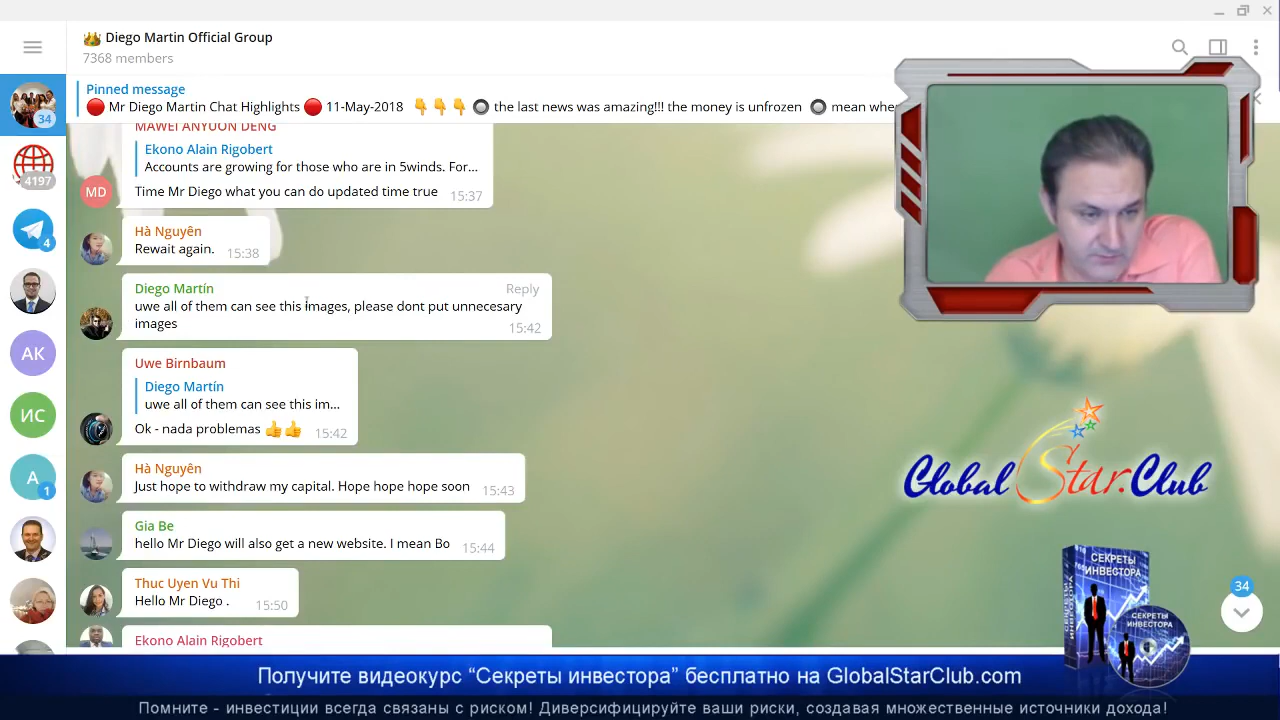 👑 Diego Martin Official Group
7368 members
Pinned message
🔴 Mr Diego Martin Chat Highlights 🔴 11-May-2018 👇👇👇 🔘 the last news was amazing!!! the money is unfrozen 🔘 mean
34
4197
4
АК
ИС
А
1
MAWEI ANYUON DENG
Ekono Alain Rigobert
Accounts are growing for those who are in 5winds. For...
Time Mr Diego what you can do updated time true
15:37
MD
Hà Nguyên
Rewait again.
15:38
Diego Martín
Reply
uwe all of them can see this images, please dont put unnecesary
images
15:42
Uwe Birnbaum
Diego Martín
uwe all of them can see this im...
Ok - nada problemas 👍👍
15:42
Hà Nguyên
Just hope to withdraw my capital. Hope hope hope soon
15:43
Gia Be
hello Mr Diego will also get a new website. I mean Bo
15:44
Thuc Uyen Vu Thi
Hello Mr Diego .
15:50
Ekono Alain Rigobert
Global Star.Club
СЕКРЕТЫ
ИНВЕСТОРА
СЕКРЕТЫ
ИНВЕСТОРА
34
Получите видеокурс “Секреты инвестора” бесплатно на GlobalStarClub.com
Помните - инвестиции всегда связаны с риском! Диверсифицируйте ваши риски, создавая множественные источники дохода!